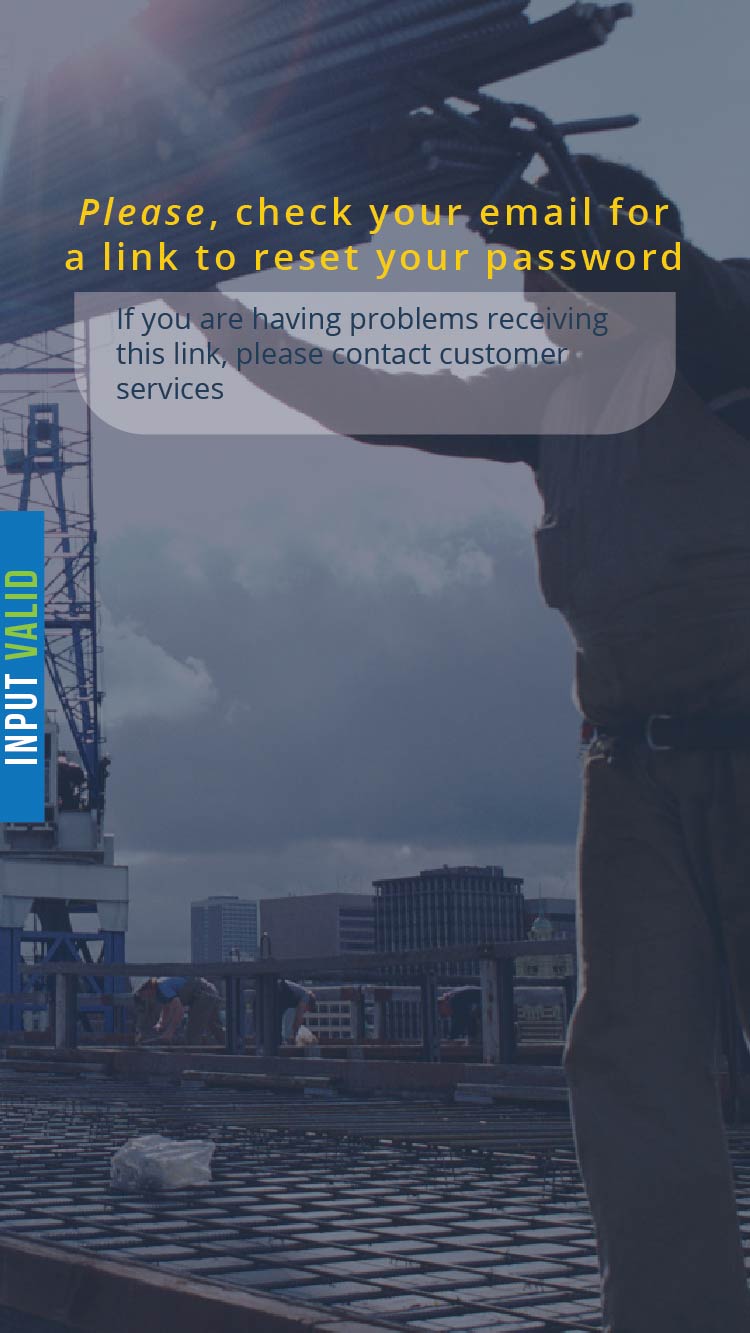 Please, check your email for
a link to reset your password
If you are having problems receiving
this link, please contact customer
services
INPUT VALID